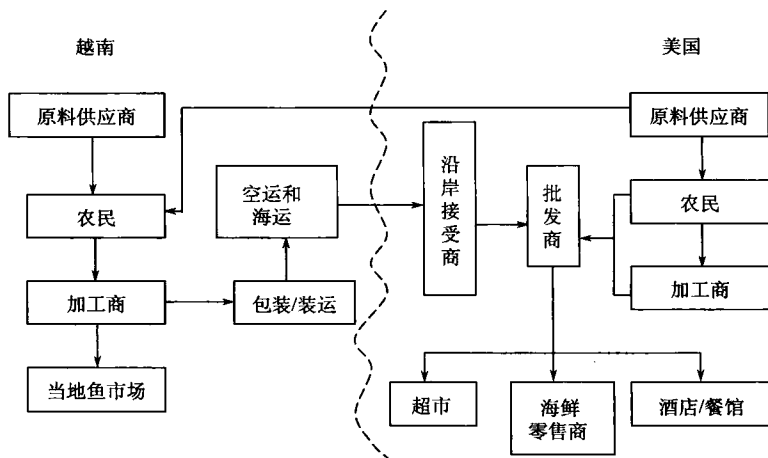 越南
美国
原料供应商
原料供应商
农民
空运和
海运
沿岸接受商
批发商
农民
加工商
包装/装运
加工商
当地鱼市场
超市
海鲜
零售商
酒店/餐馆